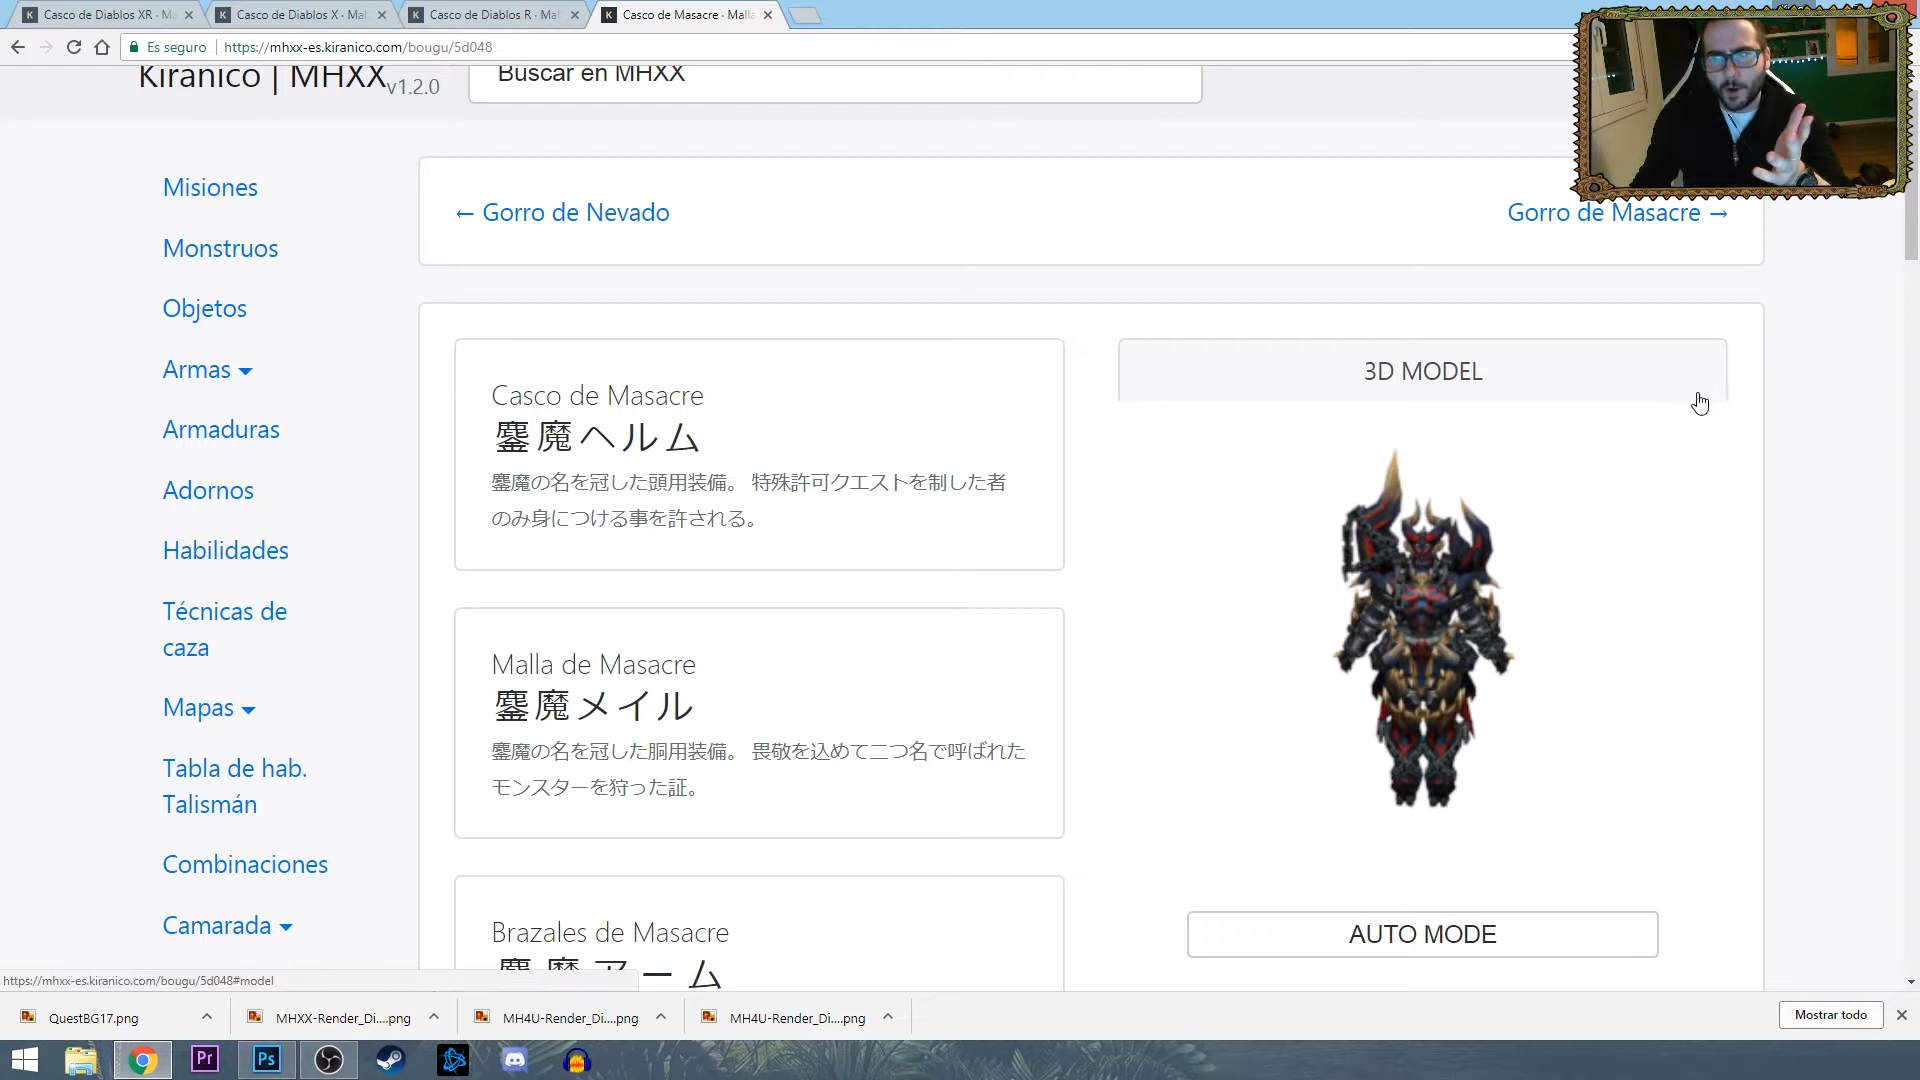 Casco de Diablos XR · Ma
Casco de Diablos X · Mal
Casco de Diablos R · Mal
Casco de Masacre · Malla
Es seguro
https://mhxx-es.kiranico.com/bougu/5d048
Kiranico | MHXX v1.2.0
Buscar en MHXX
Misiones
Monstruos
Objetos
Armas
Armaduras
Adornos
Habilidades
Técnicas de
caza
Mapas
Tabla de hab.
Talismán
Combinaciones
Camarada
← Gorro de Nevado
Gorro de Masacre →
Casco de Masacre
鏖魔ヘルム
鏖魔の名を冠した頭用装備。 特殊許可クエストを制した者
のみ身につける事を許される。
Malla de Masacre
鏖魔メイル
鏖魔の名を冠した胴用装備。 畏敬を込めて二つ名で呼ばれた
モンスターを狩った証。
Brazales de Masacre
鏖魔アーム
3D MODEL
AUTO MODE
https://mhxx-es.kiranico.com/bougu/5d048#model
QuestBG17.png
MHXX-Render_Di....png
MH4U-Render_Di....png
MH4U-Render_Di....png
Mostrar todo
Pr
Ps